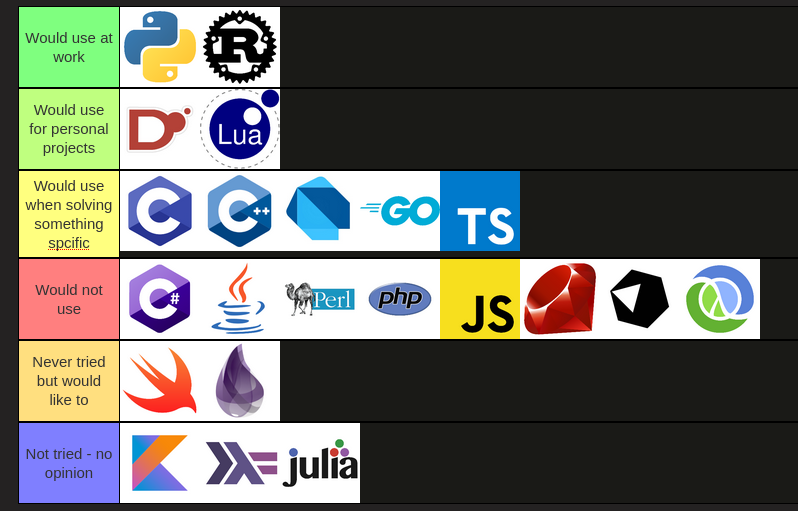 Would use at
work
R
Would use
for personal
projects
D
Lua
Would use
when solving
something
spcific
C
C++
GO
TS
Would not
use
C#
Perl
php
JS
Never tried
but would
like to
Not tried - no
opinion
julia